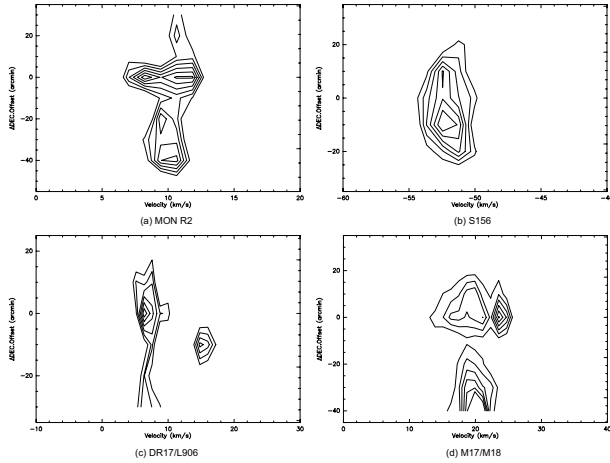 ΔDEC.Offset (arcmin)
20
0
−20
−40
0
5
10
15
20
Velocity (km/s)
(a) MON R2
ΔDEC.Offset (arcmin)
20
0
−20
−60
−55
−50
−45
−40
Velocity (km/s)
(b) S156
ΔDEC.Offset (arcmin)
20
0
−20
−10
0
10
20
30
Velocity (km/s)
(c) DR17/L906
ΔDEC.Offset (arcmin)
20
0
−20
−40
0
10
20
30
40
Velocity (km/s)
(d) M17/M18